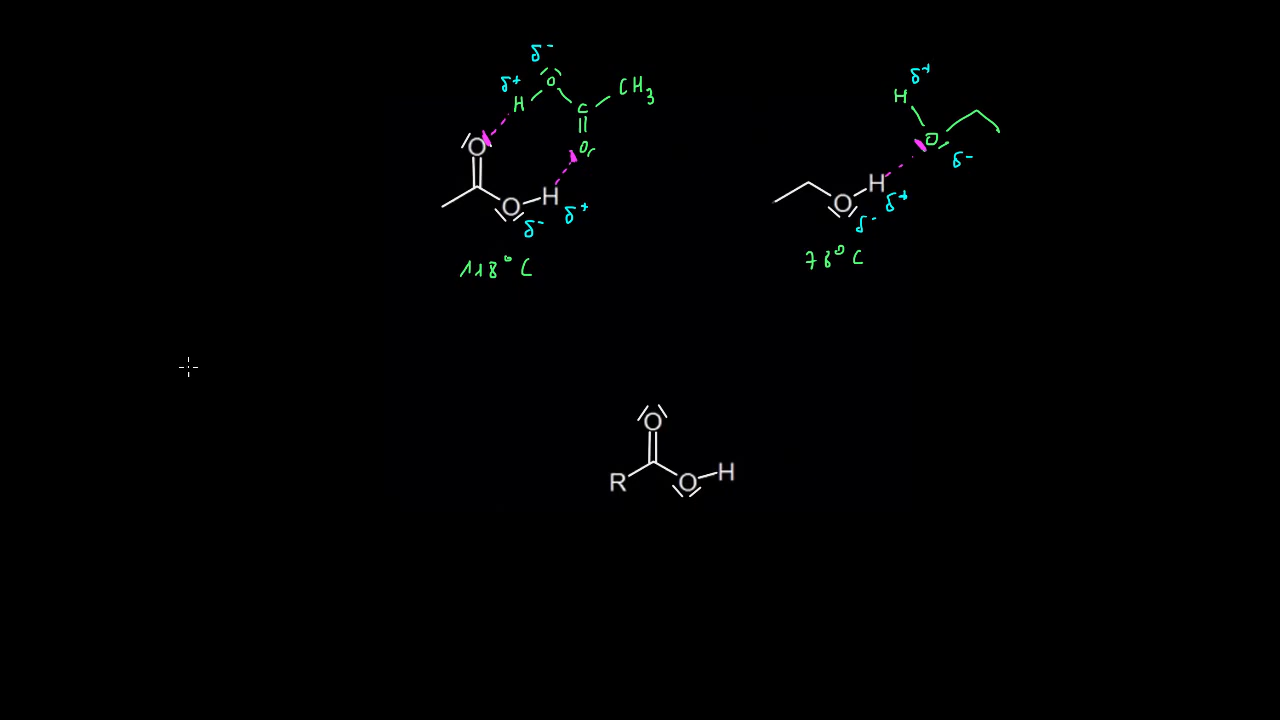 δ⁻
δ⁺ O CH₃ δ⁺
H C H
O O O δ⁻
H H
O δ⁺ O δ⁺
δ⁻ δ⁻
118° C 78° C
O
R O H